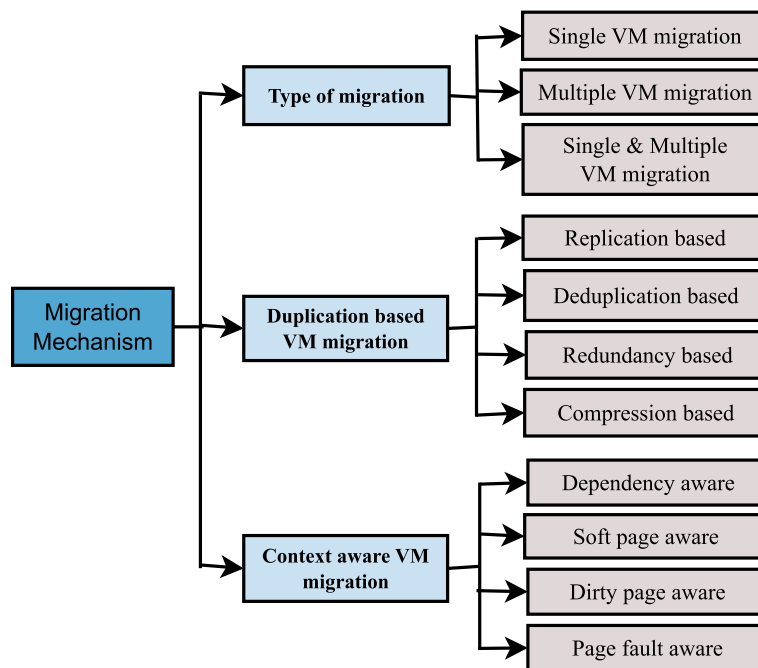 Migration
Mechanism
Type of migration
Single VM migration
Multiple VM migration
Single & Multiple
VM migration
Duplication based
VM migration
Replication based
Deduplication based
Redundancy based
Compression based
Context aware VM
migration
Dependency aware
Soft page aware
Dirty page aware
Page fault aware